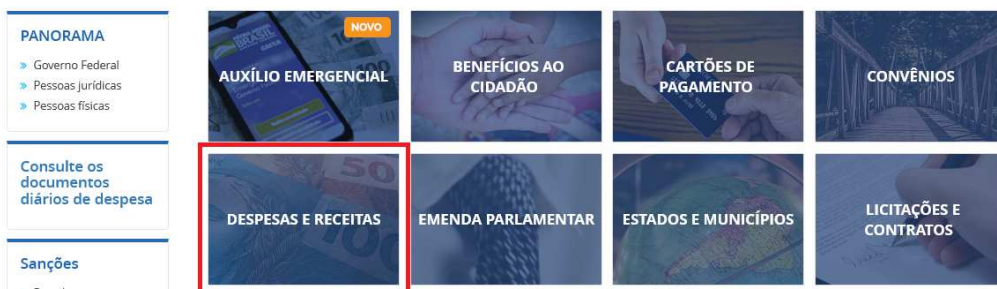 PANORAMA
» Governo Federal
» Pessoas jurídicas
» Pessoas físicas
Consulte os
documentos
diários de despesa
Sanções
NOVO
AUXÍLIO EMERGENCIAL
BENEFÍCIOS AO
CIDADÃO
CARTÕES DE
PAGAMENTO
CONVÊNIOS
DESPESAS E RECEITAS
EMENDA PARLAMENTAR
ESTADOS E MUNICÍPIOS
LICITAÇÕES E
CONTRATOS